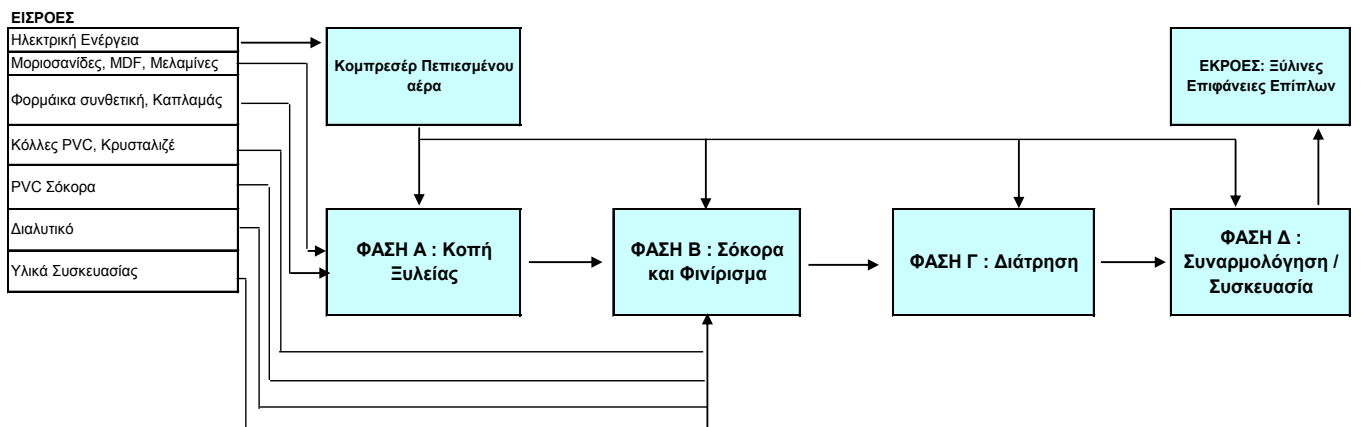 ΕΙΣΡΟΕΣ
Ηλεκτρική Ενέργεια
Μοριοσανίδες, MDF, Μελαμίνες
Φορμάικα συνθετική, Καπλαμάς
Κόλλες PVC, Κρυσταλιζέ
PVC Σόκορα
Διαλυτικό
Υλικά Συσκευασίας
Κομπρεσέρ Πεπιεσμένου
αέρα
ΕΚΡΟΕΣ: Ξύλινες
Επιφάνειες Επίπλων
ΦΑΣΗ Α : Κοπή
Ξυλείας
ΦΑΣΗ Β : Σόκορα
και Φινίρισμα
ΦΑΣΗ Γ : Διάτρηση
ΦΑΣΗ Δ :
Συναρμολόγηση /
Συσκευασία